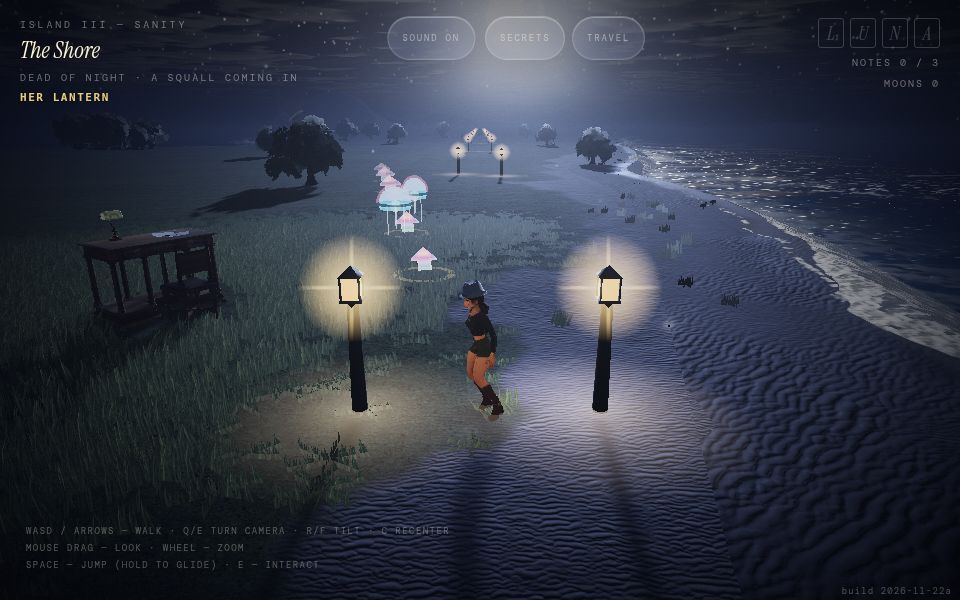 ISLAND III — SANITY
The Shore
DEAD OF NIGHT · A SQUALL COMING IN
HER LANTERN
SOUND ON
SECRETS
TRAVEL
L U N A
NOTES 0 / 3
MOONS 0
WASD / ARROWS — WALK · Q/E TURN CAMERA · R/F TILT · C RECENTER
MOUSE DRAG — LOOK · WHEEL — ZOOM
SPACE — JUMP (HOLD TO GLIDE) · E — INTERACT
build 2026-11-22a